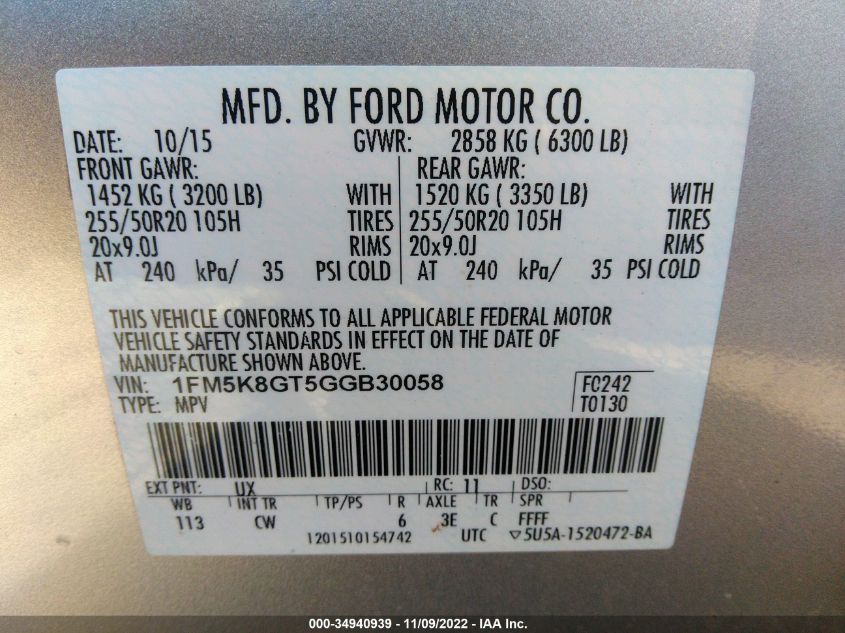 MFD. BY FORD MOTOR CO.
DATE: 10/15 GVWR: 2858 KG ( 6300 LB)
FRONT GAWR: REAR GAWR:
1452 KG ( 3200 LB) WITH 1520 KG ( 3350 LB) WITH
255/50R20 105H TIRES 255/50R20 105H TIRES
20x9.0J RIMS 20x9.0J RIMS
AT 240 kPa/ 35 PSI COLD AT 240 kPa/ 35 PSI COLD
THIS VEHICLE CONFORMS TO ALL APPLICABLE FEDERAL MOTOR
VEHICLE SAFETY STANDARDS IN EFFECT ON THE DATE OF
MANUFACTURE SHOWN ABOVE.
VIN: 1FM5K8GT5GGB30058 FC242
TYPE: MPV T0130
EXT PNT: UX RC: 11 DSO:
WB INT TR TP/PS R AXLE TR SPR
113 CW 6 3E C FFFF
1201510154742 UTC ▽5U5A-1520472-BA
000-34940939 - 11/09/2022 - IAA Inc.